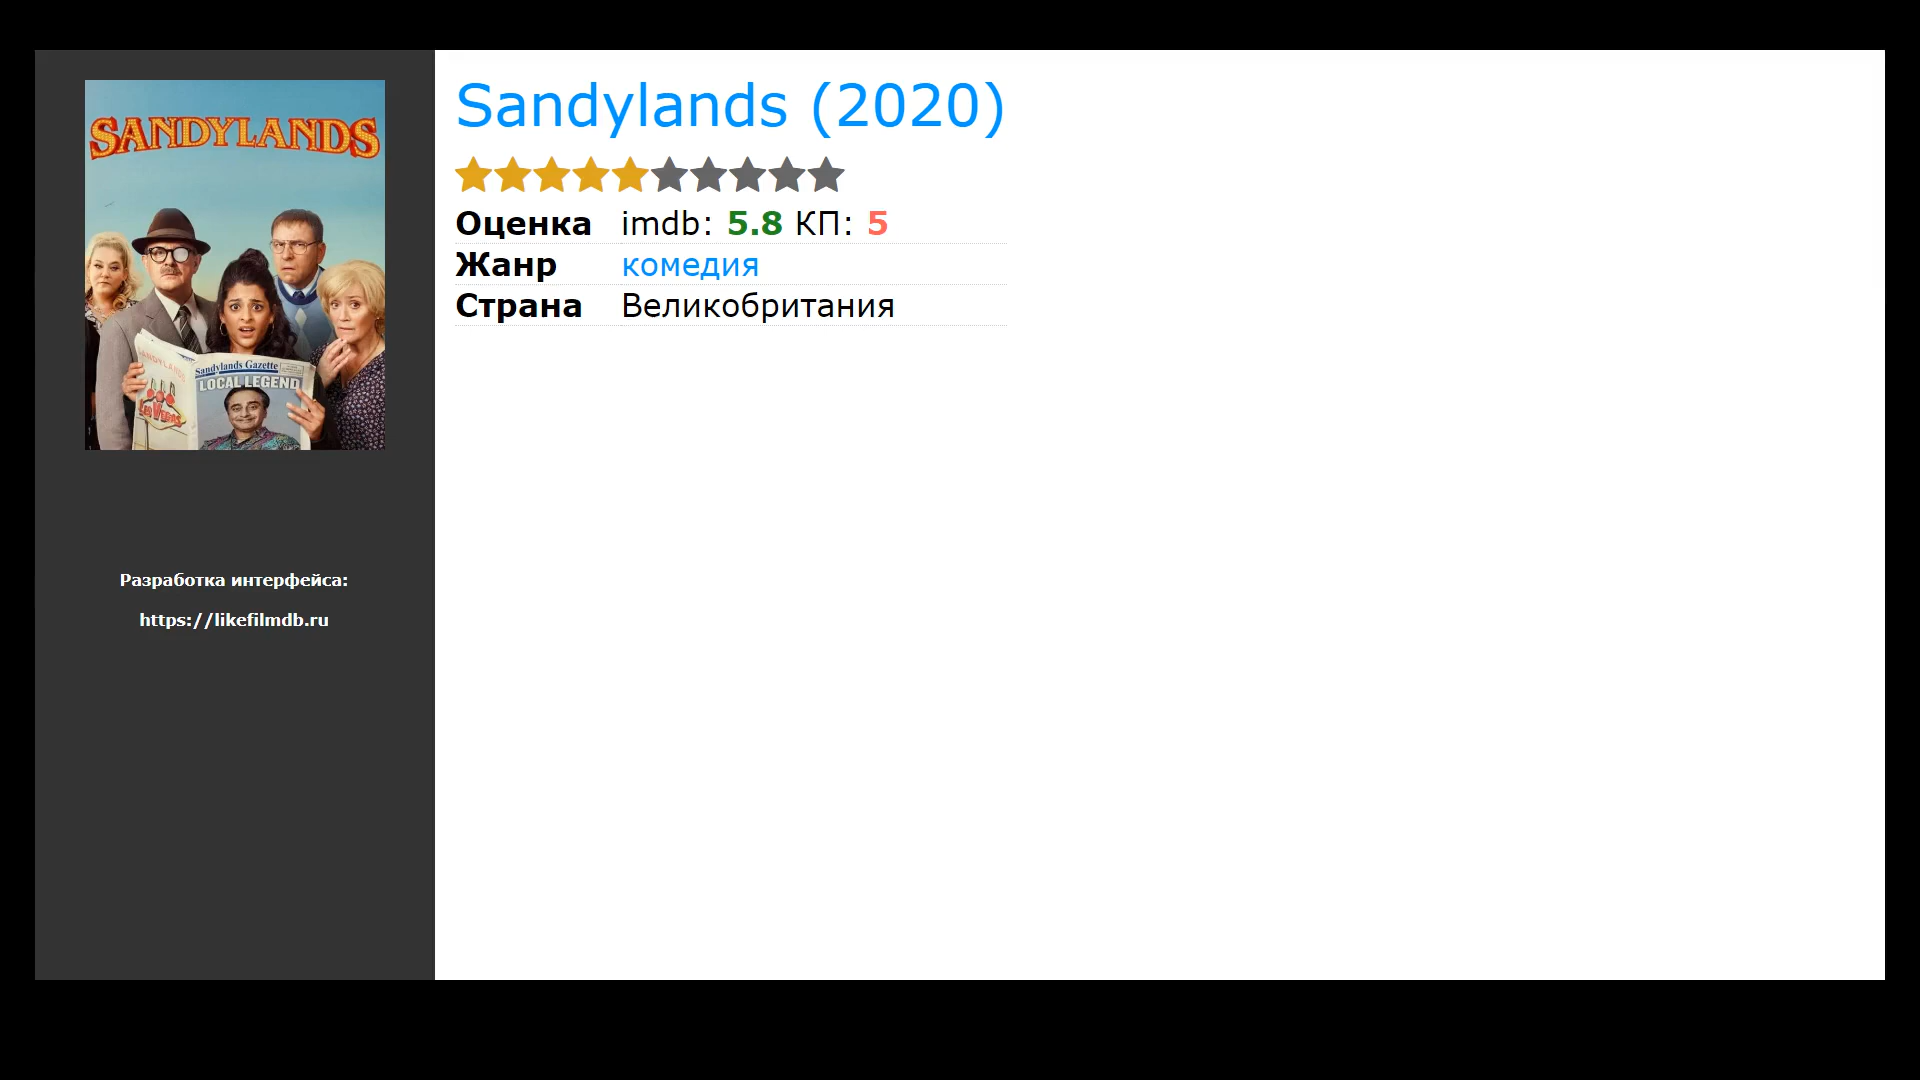 SANDYLANDS
Sandylands Gazette
LOCAL LEGEND
Разработка интерфейса:
https://likefilmdb.ru
Sandylands (2020)
Оценка imdb: 5.8 КП: 5
Жанр комедия
Страна Великобритания